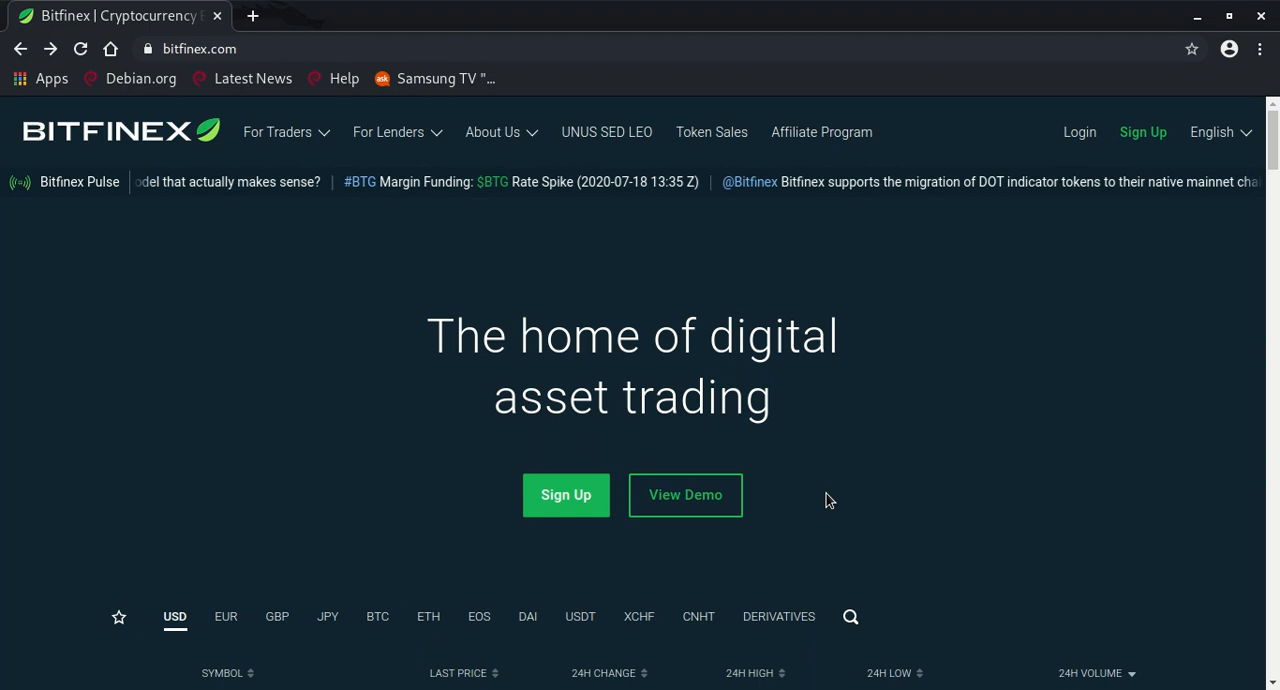 Bitfinex | Cryptocurrency E
bitfinex.com
Apps Debian.org Latest News Help ask Samsung TV "...
BITFINEX For Traders For Lenders About Us UNUS SED LEO Token Sales Affiliate Program Login Sign Up English
Bitfinex Pulse odel that actually makes sense? | #BTG Margin Funding: $BTG Rate Spike (2020-07-18 13:35 Z) | @Bitfinex Bitfinex supports the migration of DOT indicator tokens to their native mainnet chai
The home of digital
asset trading
Sign Up View Demo
USD EUR GBP JPY BTC ETH EOS DAI USDT XCHF CNHT DERIVATIVES
SYMBOL LAST PRICE 24H CHANGE 24H HIGH 24H LOW 24H VOLUME